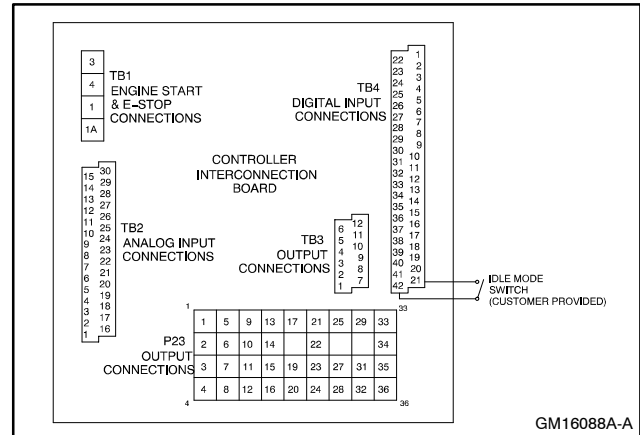 3
4
1
1A
TB1
ENGINE START
& E-STOP
CONNECTIONS
TB4
DIGITAL INPUT
CONNECTIONS
22 1
23 2
24 3
25 4
26 5
27 6
28 7
29 8
30 9
31 10
32 11
33 12
34 13
35 14
36 15
37 16
38 17
39 18
40 19
41 20
42 21
CONTROLLER
INTERCONNECTION
BOARD
15 30
14 29
13 28
12 27
11 26
10 25
9 24
8 23
7 22
6 21
5 20
4 19
3 18
2 17
1 16
TB2
ANALOG INPUT
CONNECTIONS
TB3
OUTPUT
CONNECTIONS
6 12
5 11
4 10
3 9
2 8
1 7
IDLE MODE
SWITCH
(CUSTOMER PROVIDED)
P23
OUTPUT
CONNECTIONS
1 33
1 5 9 13 17 21 25 29 33
2 6 10 14 22 34
3 7 11 15 19 23 27 31 35
4 8 12 16 20 24 28 32 36
4 36
GM16088A-A